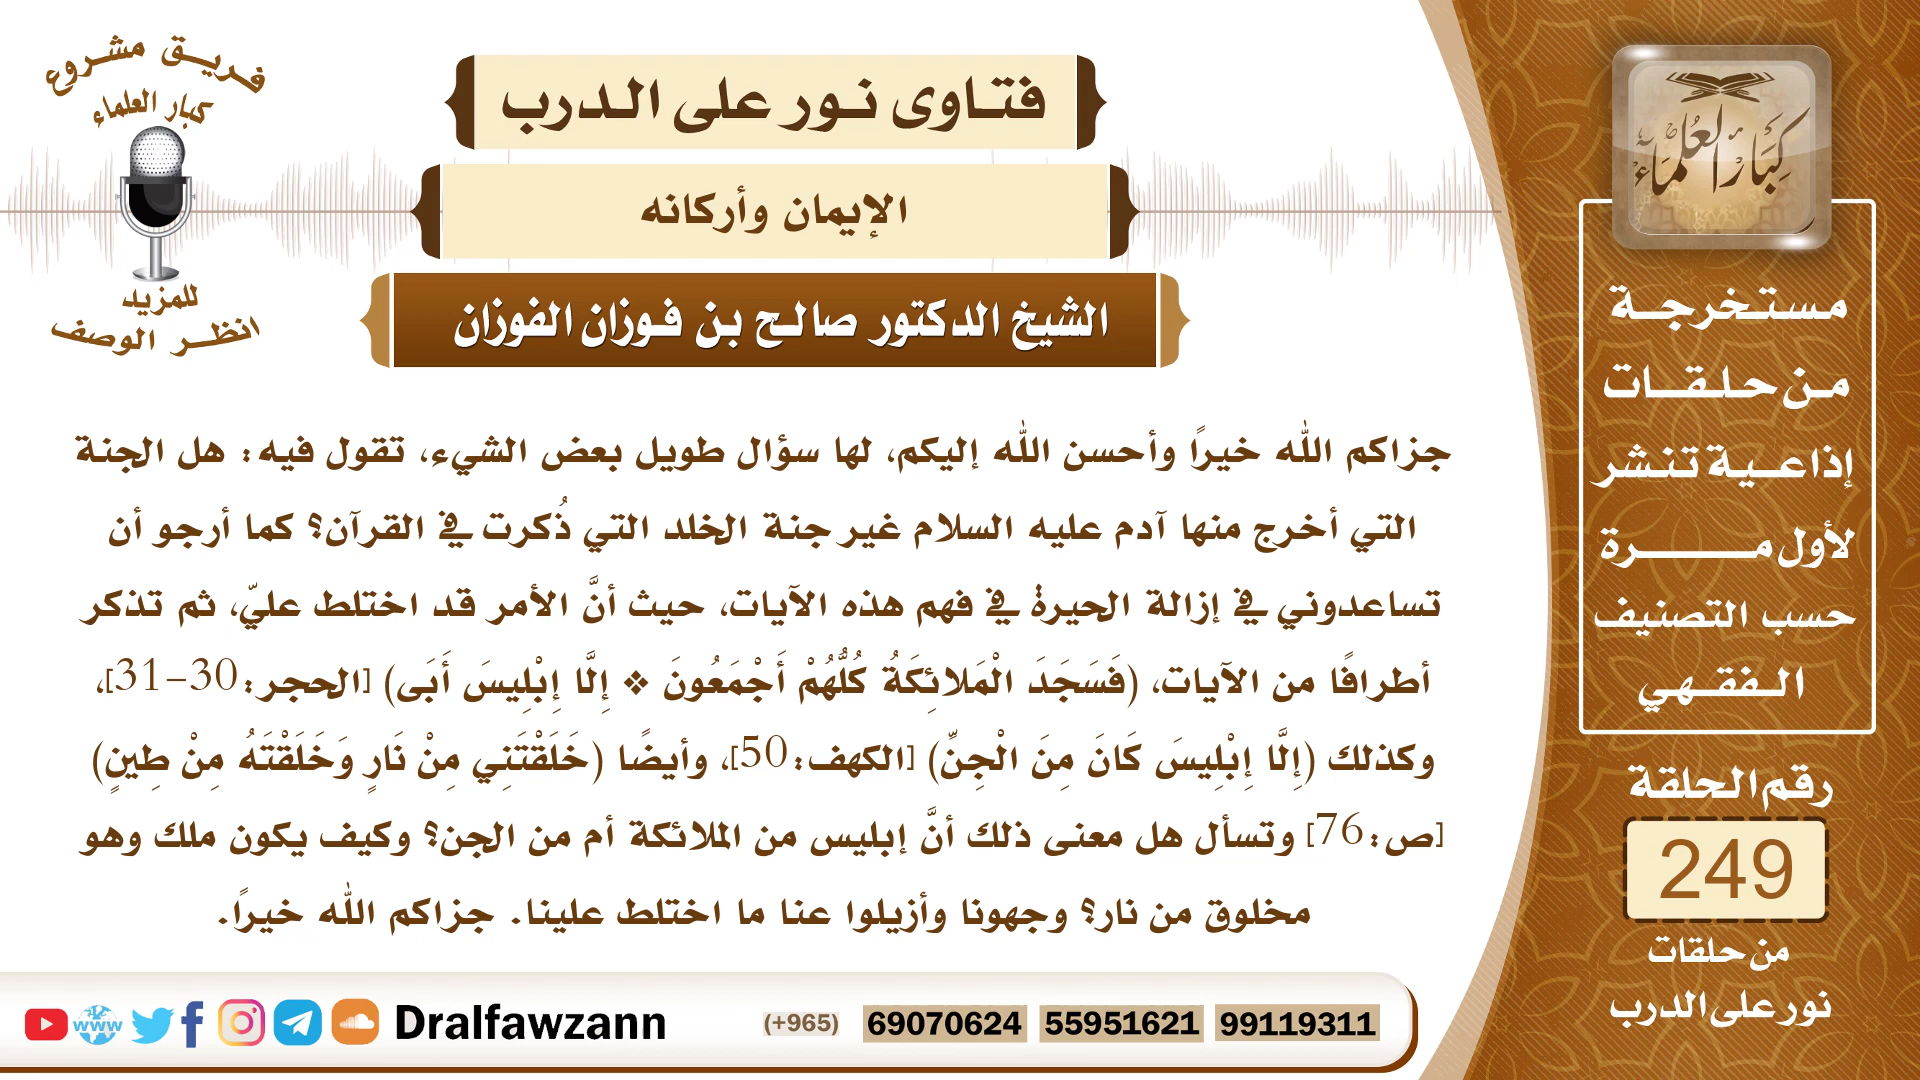 فريق مشروع
كبار العلماء
للمزيد
انظر الوصف
فتاوى نور على الدرب
الإيمان وأركانه
الشيخ الدكتور صالح بن فوزان الفوزان
جزاكم الله خيرًا وأحسن الله إليكم، لها سؤال طويل بعض الشيء، تقول فيه: هل الجنة
التي أخرج منها آدم عليه السلام غير جنة الخلد التي ذُكرت في القرآن؟ كما أرجو أن
تساعدوني في إزالة الحيرة في فهم هذه الآيات، حيث أنَّ الأمر قد اختلط عليّ، ثم تذكر
أطرافًا من الآيات، (فَسَجَدَ الْمَلائِكَةُ كُلُّهُمْ أَجْمَعُونَ ❖ إِلَّا إِبْلِيسَ أَبَى) [الحجر:30-31]،
وكذلك (إِلَّا إِبْلِيسَ كَانَ مِنَ الْجِنِّ) [الكهف:50]، وأيضًا (خَلَقْتَنِي مِنْ نَارٍ وَخَلَقْتَهُ مِنْ طِينٍ)
[ص:76] وتسأل هل معنى ذلك أنَّ إبليس من الملائكة أم من الجن؟ وكيف يكون ملك وهو
مخلوق من نار؟ وجهونا وأزيلوا عنا ما اختلط علينا. جزاكم الله خيرًا.
كِبَار العُلَمَاء
مستخرجة
من حلقات
إذاعية تنشر
لأول مرة
حسب التصنيف
الفقهي
رقم الحلقة
249
من حلقات
نور على الدرب
www
Dralfawzann
(+965) 69070624 55951621 99119311